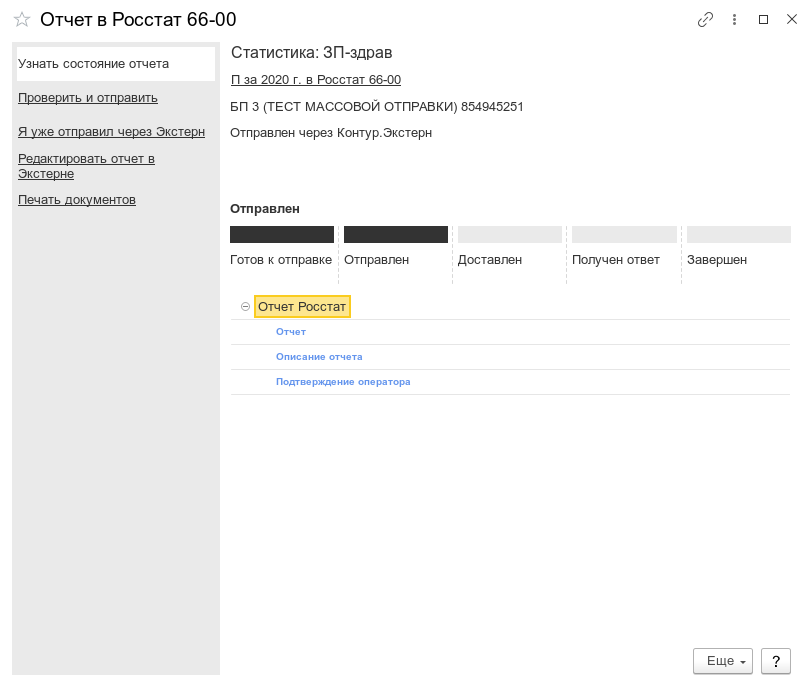 Отчет в Росстат 66-00
Узнать состояние отчета
Проверить и отправить
Я уже отправил через Экстерн
Редактировать отчет в
Экстерне
Печать документов
Статистика: ЗП-здрав
П за 2020 г. в Росстат 66-00
БП 3 (ТЕСТ МАССОВОЙ ОТПРАВКИ) 854945251
Отправлен через Контур.Экстерн
Отправлен
Готов к отправке Отправлен Доставлен Получен ответ Завершен
Отчет Росстат
Отчет
Описание отчета
Подтверждение оператора
Еще ?